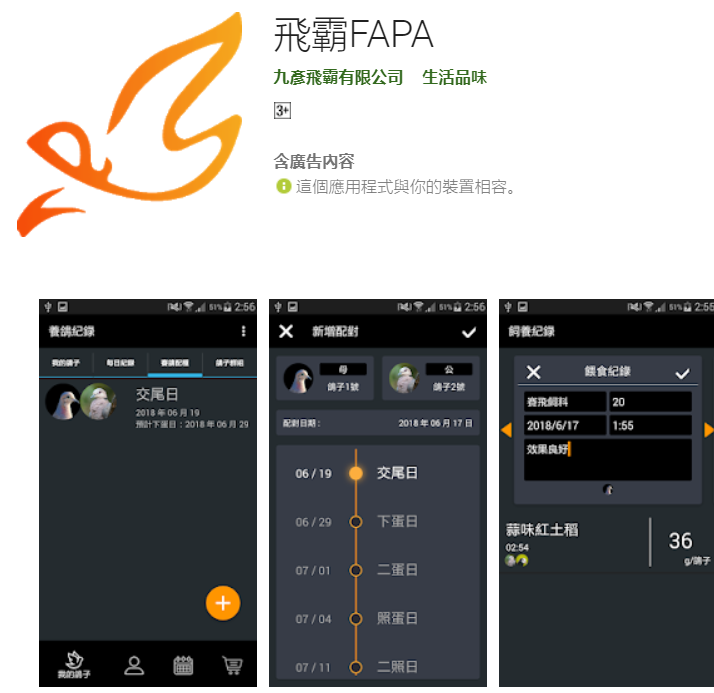 飛霸FAPA
九彥飛霸有限公司 生活品味
3+
含廣告內容
這個應用程式與你的裝置相容。
51% 2:56
養鴿紀錄
我的鴿子 每日紀錄 賽鴿配種 鴿子群組
交尾日
2018 年 06 月 19
預計下蛋日：2018 年 06 月 29
+
我的鴿子
51% 2:56
新增配對
母
鴿子1號
公
鴿子2號
配對日期： 2018 年 06 月 17 日
06 / 19 交尾日
06 / 29 下蛋日
07 / 01 二蛋日
07 / 04 照蛋日
07 / 11 二照日
51% 2:55
飼養紀錄
餵食紀錄
賽飛飼料 20
2018/6/17 1:55
效果良好
蒜味紅土稻
02:54
36
g/鴿子